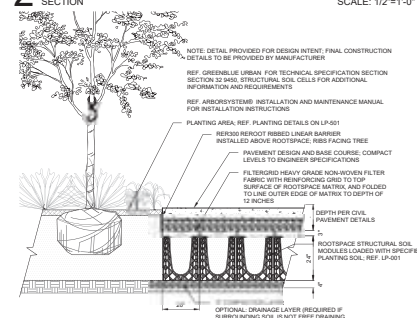 2 SECTION SCALE: 1/2"=1'-0"
NOTE: DETAIL PROVIDED FOR DESIGN INTENT; FINAL CONSTRUCTION
DETAILS TO BE PROVIDED BY MANUFACTURER
REF. GREENBLUE URBAN FOR TECHNICAL SPECIFICATION SECTION
SECTION 32 9450, STRUCTURAL SOIL CELLS FOR ADDITIONAL
INFORMATION AND REQUIREMENTS
REF. ARBORSYSTEM® INSTALLATION AND MAINTENANCE MANUAL
FOR INSTALLATION INSTRUCTIONS
PLANTING AREA; REF. PLANTING DETAILS ON LP-501
RER300 REROOT RIBBED LINEAR BARRIER
INSTALLED ABOVE ROOTSPACE; RIBS FACING TREE
PAVEMENT DESIGN AND BASE COURSE; COMPACT
LEVELS TO ENGINEER SPECIFICATIONS
FILTERGRID HEAVY GRADE NON-WOVEN FILTER
FABRIC WITH REINFORCING GRID TO TOP
SURFACE OF ROOTSPACE MATRIX, AND FOLDED
TO LINE OUTER EDGE OF MATRIX TO DEPTH OF
12 INCHES
DEPTH PER CIVIL
PAVEMENT DETAILS
3"
ROOTSPACE STRUCTURAL SOIL
MODULES LOADED WITH SPECIFIE
PLANTING SOIL; REF. LP-001
24"
20"
OPTIONAL: DRAINAGE LAYER (REQUIRED IF
SURROUNDING SOIL IS NOT FREE DRAINING